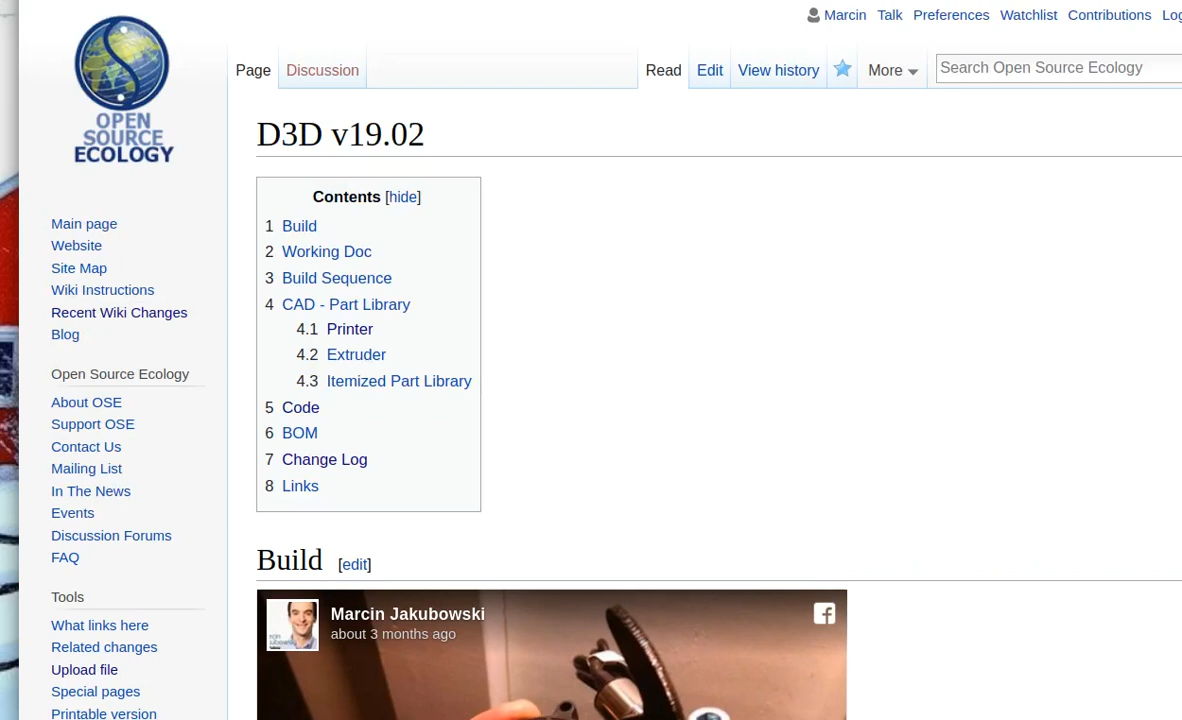 Marcin Talk Preferences Watchlist Contributions
OPEN
SOURCE
ECOLOGY
Page Discussion Read Edit View history More Search Open Source Ecology
D3D v19.02
Contents [hide]
1 Build
2 Working Doc
3 Build Sequence
4 CAD - Part Library
4.1 Printer
4.2 Extruder
4.3 Itemized Part Library
5 Code
6 BOM
7 Change Log
8 Links
Main page
Website
Site Map
Wiki Instructions
Recent Wiki Changes
Blog
Open Source Ecology
About OSE
Support OSE
Contact Us
Mailing List
In The News
Events
Discussion Forums
FAQ
Tools
What links here
Related changes
Upload file
Special pages
Printable version
Build [edit]
Marcin Jakubowski
about 3 months ago